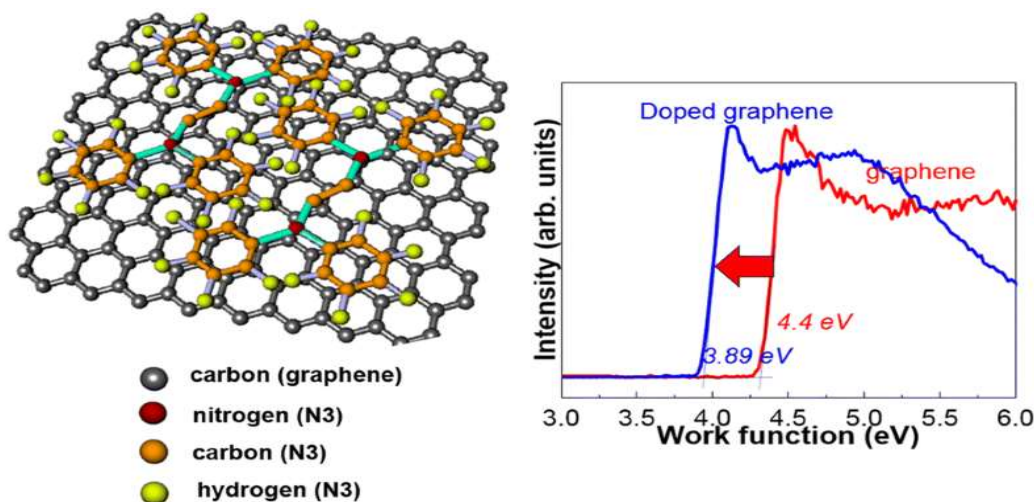 carbon (graphene)
nitrogen (N3)
carbon (N3)
hydrogen (N3)
Intensity (arb. units)
Doped graphene
graphene
4.4 eV
3.89 eV
3.0 3.5 4.0 4.5 5.0 5.5 6.0
Work function (eV)